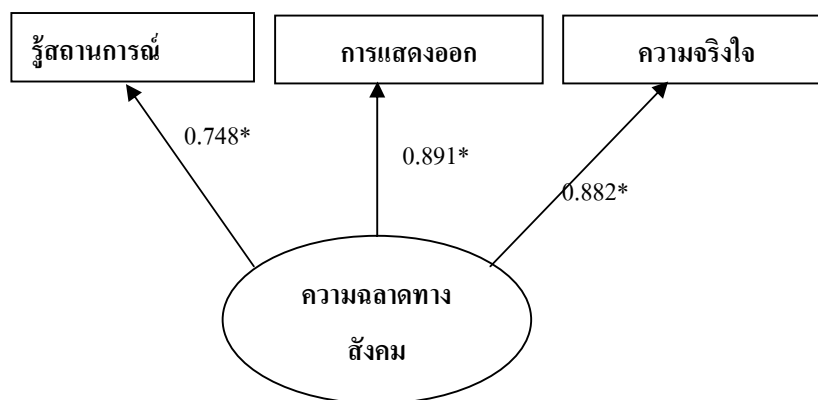 รู้สถานการณ์
การแสดงออก
ความจริงใจ
0.748*
0.891*
0.882*
ความฉลาดทาง
สังคม